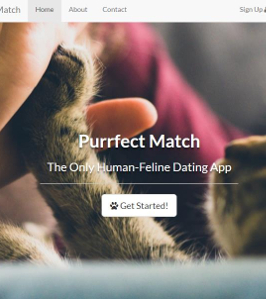 Match Home About Contact Sign Up
Purrfect Match
The Only Human-Feline Dating App
Get Started!